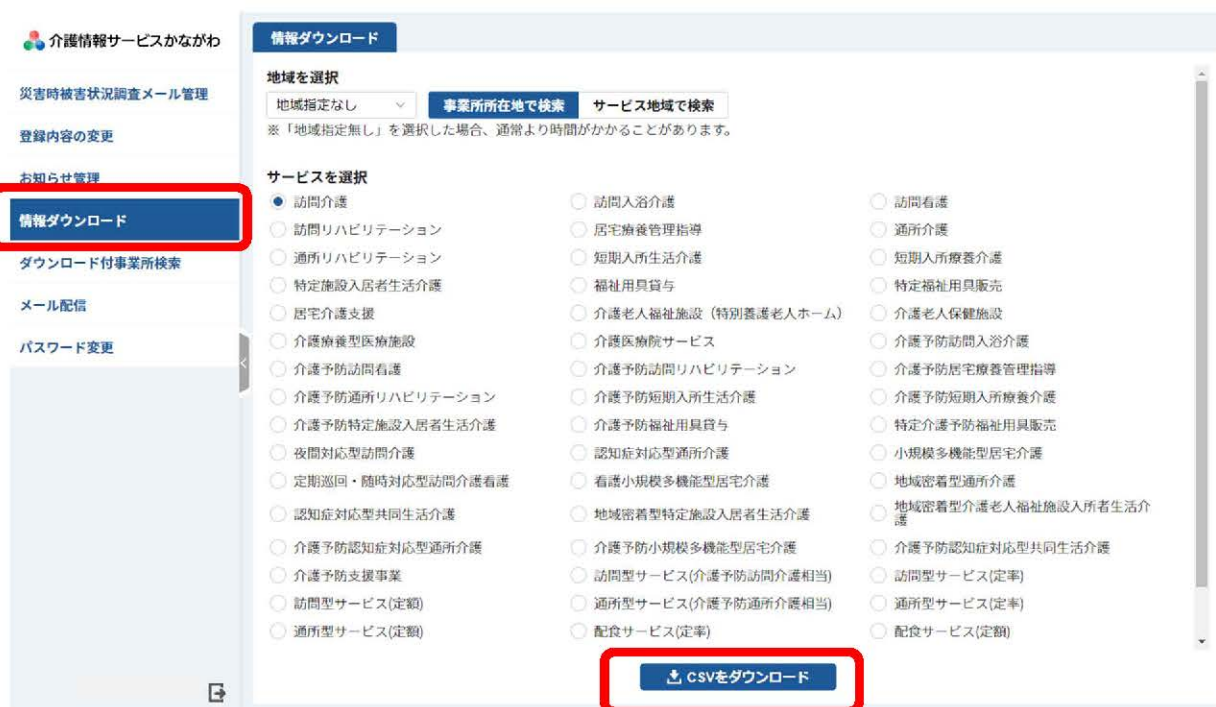 介護情報サービスかながわ
災害時被害状況調査メール管理
登録内容の変更
お知らせ管理
情報ダウンロード
ダウンロード付事業所検索
メール配信
パスワード変更
情報ダウンロード
地域を選択
地域指定なし 事業所所在地で検索 サービス地域で検索
※「地域指定無し」を選択した場合、通常より時間がかかることがあります。
サービスを選択
訪問介護 訪問入浴介護 訪問看護
訪問リハビリテーション 居宅療養管理指導 通所介護
通所リハビリテーション 短期入所生活介護 短期入所療養介護
特定施設入居者生活介護 福祉用具貸与 特定福祉用具販売
居宅介護支援 介護老人福祉施設（特別養護老人ホーム） 介護老人保健施設
介護療養型医療施設 介護医療院サービス 介護予防訪問入浴介護
介護予防訪問看護 介護予防訪問リハビリテーション 介護予防居宅療養管理指導
介護予防通所リハビリテーション 介護予防短期入所生活介護 介護予防短期入所療養介護
介護予防特定施設入居者生活介護 介護予防福祉用具貸与 特定介護予防福祉用具販売
夜間対応型訪問介護 認知症対応型通所介護 小規模多機能型居宅介護
定期巡回・随時対応型訪問介護看護 看護小規模多機能型居宅介護 地域密着型通所介護
認知症対応型共同生活介護 地域密着型特定施設入居者生活介護 地域密着型介護老人福祉施設入所者生活介
護
介護予防認知症対応型通所介護 介護予防小規模多機能型居宅介護 介護予防認知症対応型共同生活介護
介護予防支援事業 訪問型サービス(介護予防訪問介護相当) 訪問型サービス(定率)
訪問型サービス(定額) 通所型サービス(介護予防通所介護相当) 通所型サービス(定率)
通所型サービス(定額) 配食サービス(定率) 配食サービス(定額)
CSVをダウンロード